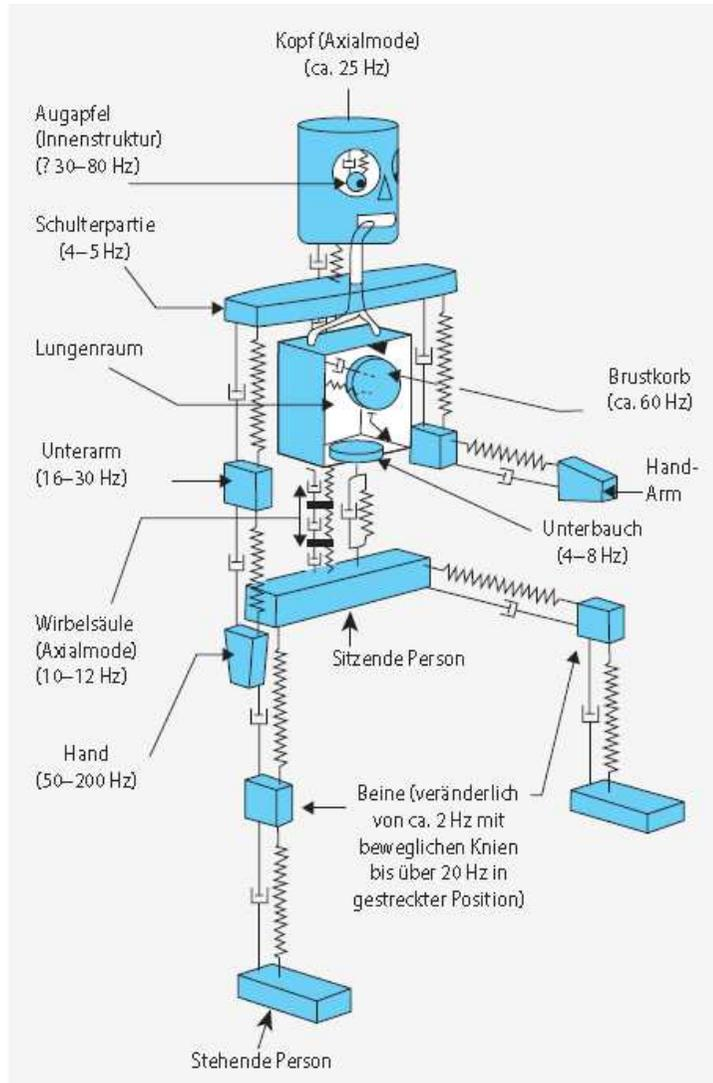 Kopf (Axialmode)
(ca. 25 Hz)
Augapfel
(Innenstruktur)
(? 30–80 Hz)
Schulterpartie
(4–5 Hz)
Lungenraum
Brustkorb
(ca. 60 Hz)
Unterarm
(16–30 Hz)
Hand-
Arm
Unterbauch
(4–8 Hz)
Wirbelsäule
(Axialmode)
(10–12 Hz)
Sitzende Person
Hand
(50–200 Hz)
Beine (veränderlich
von ca. 2 Hz mit
beweglichen Knien
bis über 20 Hz in
gestreckter Position)
Stehende Person